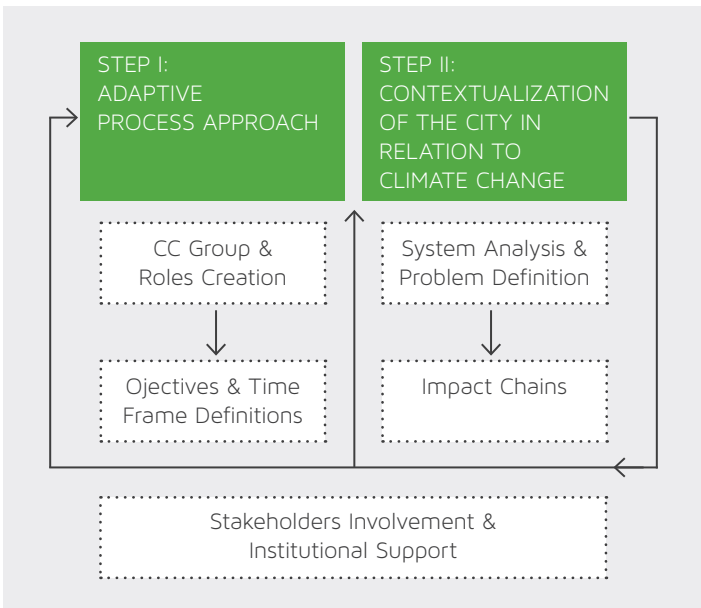 STEP I:
ADAPTIVE
PROCESS APPROACH
STEP II:
CONTEXTUALIZATION
OF THE CITY IN
RELATION TO
CLIMATE CHANGE
CC Group &
Roles Creation
System Analysis &
Problem Definition
Ojectives & Time
Frame Definitions
Impact Chains
Stakeholders Involvement &
Institutional Support